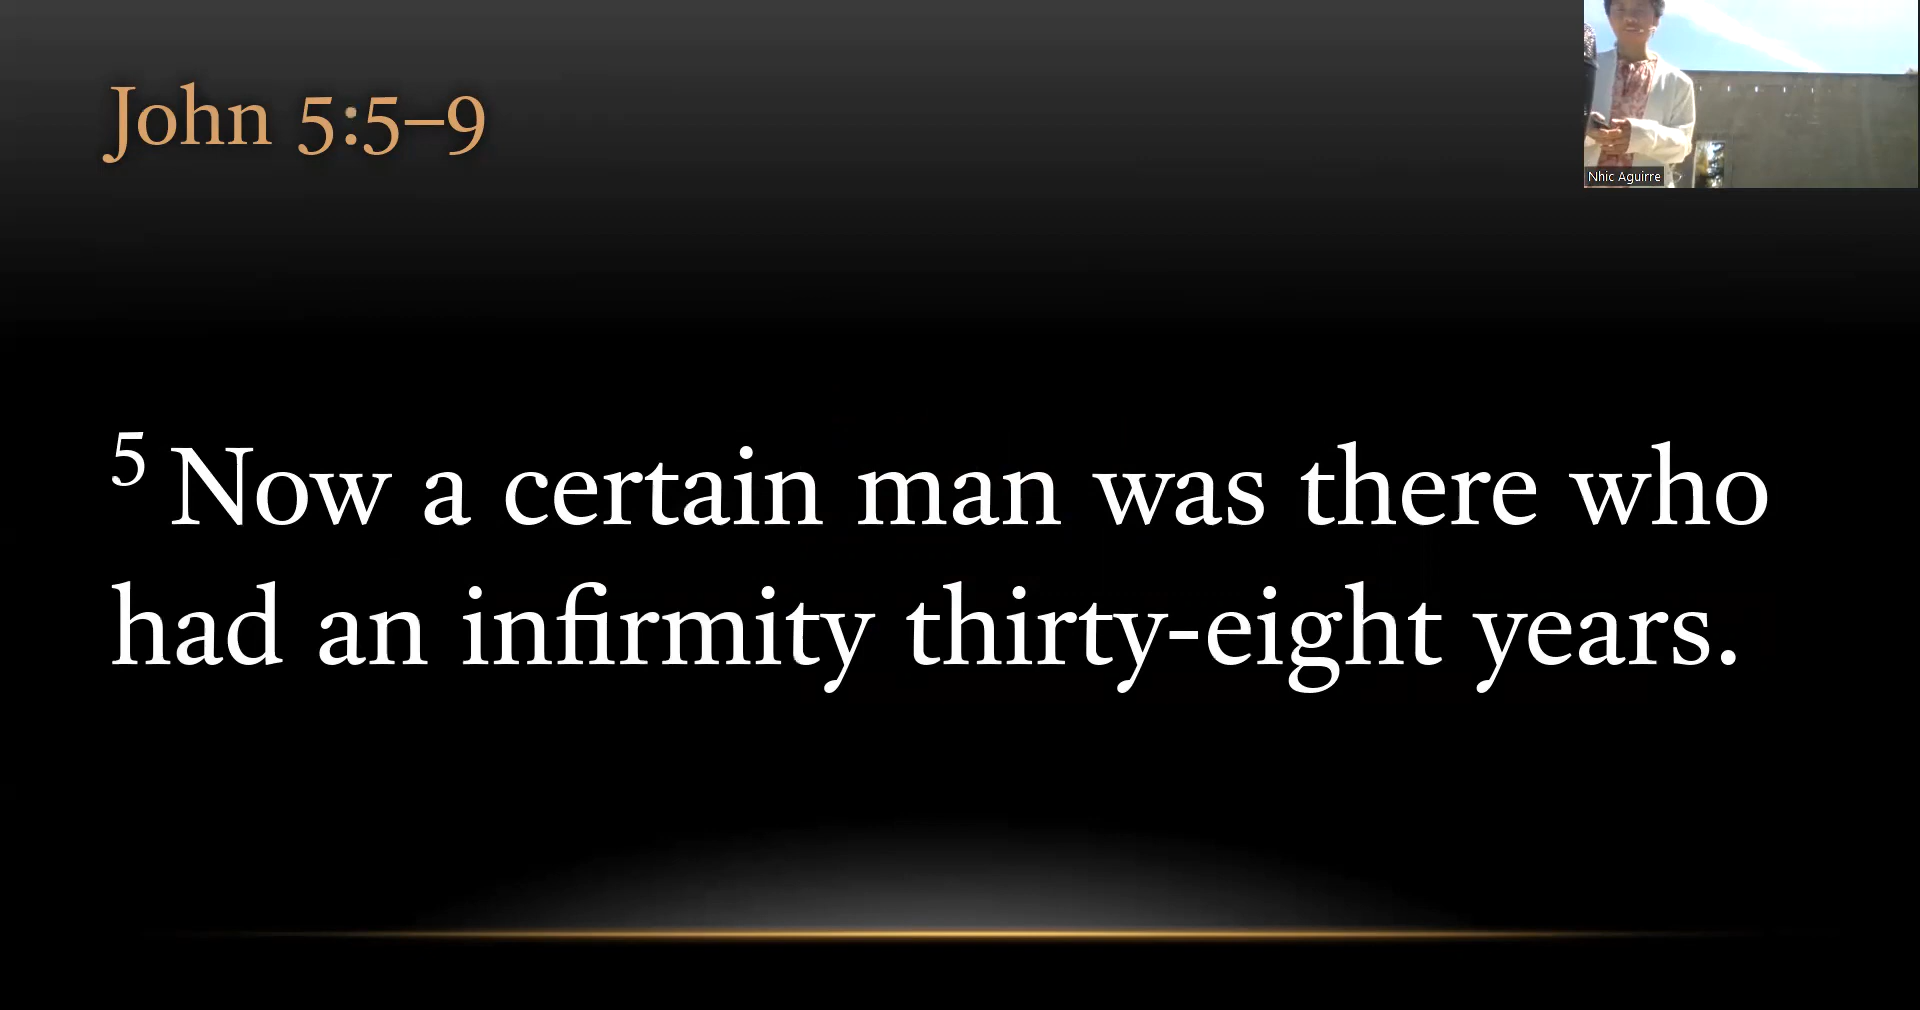 John 5:5–9
Nhic Aguirre
5 Now a certain man was there who
had an infirmity thirty-eight years.